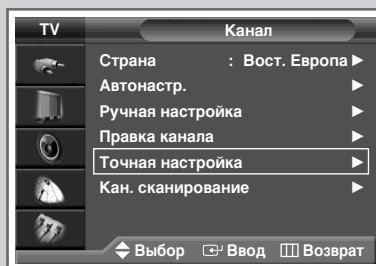 TV Канал
Страна : Вост. Европа
Автонастр.
Ручная настройка
Правка канала
Точная настройка
Кан. сканирование
Выбор Ввод Возврат